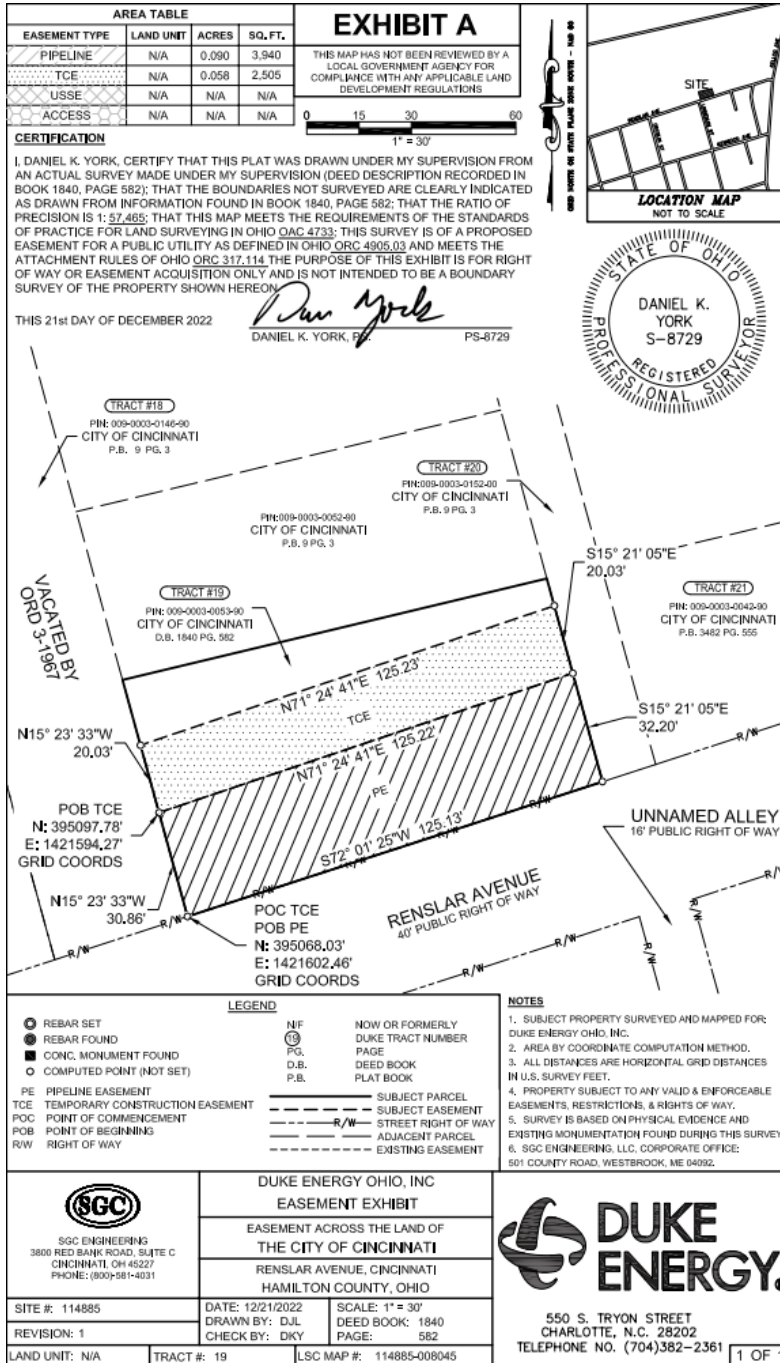 AREA TABLE
EASEMENT TYPE LAND UNIT ACRES SQ. FT.
PIPELINE N/A 0.090 3,940
TCE N/A 0.058 2,505
USSE N/A N/A N/A
ACCESS N/A N/A N/A
EXHIBIT A
THIS MAP HAS NOT BEEN REVIEWED BY A
LOCAL GOVERNMENT AGENCY FOR
COMPLIANCE WITH ANY APPLICABLE LAND
DEVELOPMENT REGULATIONS
0 15 30 60
1" = 30'
SITE
LOCATION MAP
NOT TO SCALE
CERTIFICATION
I, DANIEL K. YORK, CERTIFY THAT THIS PLAT WAS DRAWN UNDER MY SUPERVISION FROM
AN ACTUAL SURVEY MADE UNDER MY SUPERVISION (DEED DESCRIPTION RECORDED IN
BOOK 1840, PAGE 582); THAT THE BOUNDARIES NOT SURVEYED ARE CLEARLY INDICATED
AS DRAWN FROM INFORMATION FOUND IN BOOK 1840, PAGE 582; THAT THE RATIO OF
PRECISION IS 1: 57,465; THAT THIS MAP MEETS THE REQUIREMENTS OF THE STANDARDS
OF PRACTICE FOR LAND SURVEYING IN OHIO OAC 4733; THIS SURVEY IS OF A PROPOSED
EASEMENT FOR A PUBLIC UTILITY AS DEFINED IN OHIO ORC 4905.03 AND MEETS THE
ATTACHMENT RULES OF OHIO ORC 317.114 THE PURPOSE OF THIS EXHIBIT IS FOR RIGHT
OF WAY OR EASEMENT ACQUISITION ONLY AND IS NOT INTENDED TO BE A BOUNDARY
SURVEY OF THE PROPERTY SHOWN HEREON
THIS 21st DAY OF DECEMBER 2022
Dan York
DANIEL K. YORK, PS. PS-8729
STATE OF OHIO
DANIEL K.
YORK
S-8729
REGISTERED
PROFESSIONAL SURVEYOR
TRACT #18
PIN: 009-0003-0146-90
CITY OF CINCINNATI
P.B. 9 PG. 3
PIN:009-0003-0052-90
CITY OF CINCINNATI
P.B. 9 PG. 3
TRACT #20
PIN:009-0003-0152-00
CITY OF CINCINNATI
P.B. 9 PG. 3
S15° 21' 05"E
20.03'
TRACT #21
PIN: 009-0003-0042-90
CITY OF CINCINNATI
P.B. 3482 PG. 555
TRACT #19
PIN: 009-0003-0053-90
CITY OF CINCINNATI
D.B. 1840 PG. 582
VACATED BY
ORD 3-1967
N71° 24' 41"E 125.23'
TCE
S15° 21' 05"E
32.20'
N15° 23' 33"W
20.03'
N71° 24' 41"E 125.22'
PE
R/W
POB TCE
N: 395097.78'
E: 1421594.27'
GRID COORDS
R/W
UNNAMED ALLEY
16' PUBLIC RIGHT OF WAY
S72° 01' 25"W 125.13'
R/W
R/W
N15° 23' 33"W
30.86'
POC TCE
POB PE
N: 395068.03'
E: 1421602.46'
GRID COORDS
RENSLAR AVENUE
40' PUBLIC RIGHT OF WAY
R/W
R/W
R/W
R/W
R/W
R/W
LEGEND
REBAR SET
REBAR FOUND
CONC. MONUMENT FOUND
COMPUTED POINT (NOT SET)
PE PIPELINE EASEMENT
TCE TEMPORARY CONSTRUCTION EASEMENT
POC POINT OF COMMENCEMENT
POB POINT OF BEGINNING
R/W RIGHT OF WAY
N/F NOW OR FORMERLY
19 DUKE TRACT NUMBER
PG. PAGE
D.B. DEED BOOK
P.B. PLAT BOOK
SUBJECT PARCEL
SUBJECT EASEMENT
R/W STREET RIGHT OF WAY
ADJACENT PARCEL
EXISTING EASEMENT
NOTES
1. SUBJECT PROPERTY SURVEYED AND MAPPED FOR:
DUKE ENERGY OHIO, INC.
2. AREA BY COORDINATE COMPUTATION METHOD.
3. ALL DISTANCES ARE HORIZONTAL GRID DISTANCES
IN U.S. SURVEY FEET.
4. PROPERTY SUBJECT TO ANY VALID & ENFORCEABLE
EASEMENTS, RESTRICTIONS, & RIGHTS OF WAY.
5. SURVEY IS BASED ON PHYSICAL EVIDENCE AND
EXISTING MONUMENTATION FOUND DURING THIS SURVEY
6. SGC ENGINEERING, LLC, CORPORATE OFFICE:
501 COUNTY ROAD, WESTBROOK, ME 04092.
SGC
SGC ENGINEERING
3800 RED BANK ROAD, SUITE C
CINCINNATI, OH 45227
PHONE: (800)-581-4031
DUKE ENERGY OHIO, INC
EASEMENT EXHIBIT
EASEMENT ACROSS THE LAND OF
THE CITY OF CINCINNATI
RENSLAR AVENUE, CINCINNATI
HAMILTON COUNTY, OHIO
SITE #: 114885
REVISION: 1
DATE: 12/21/2022
DRAWN BY: DJL
CHECK BY: DKY
SCALE: 1" = 30'
DEED BOOK: 1840
PAGE: 582
LAND UNIT: N/A TRACT #: 19 LSC MAP #: 114885-008045
DUKE
ENERGY
550 S. TRYON STREET
CHARLOTTE, N.C. 28202
TELEPHONE NO. (704)382-2361
1 OF